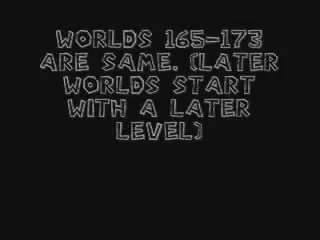 WORLDS 165-173
ARE SAME. (LATER
WORLDS START
WITH A LATER
LEVEL)